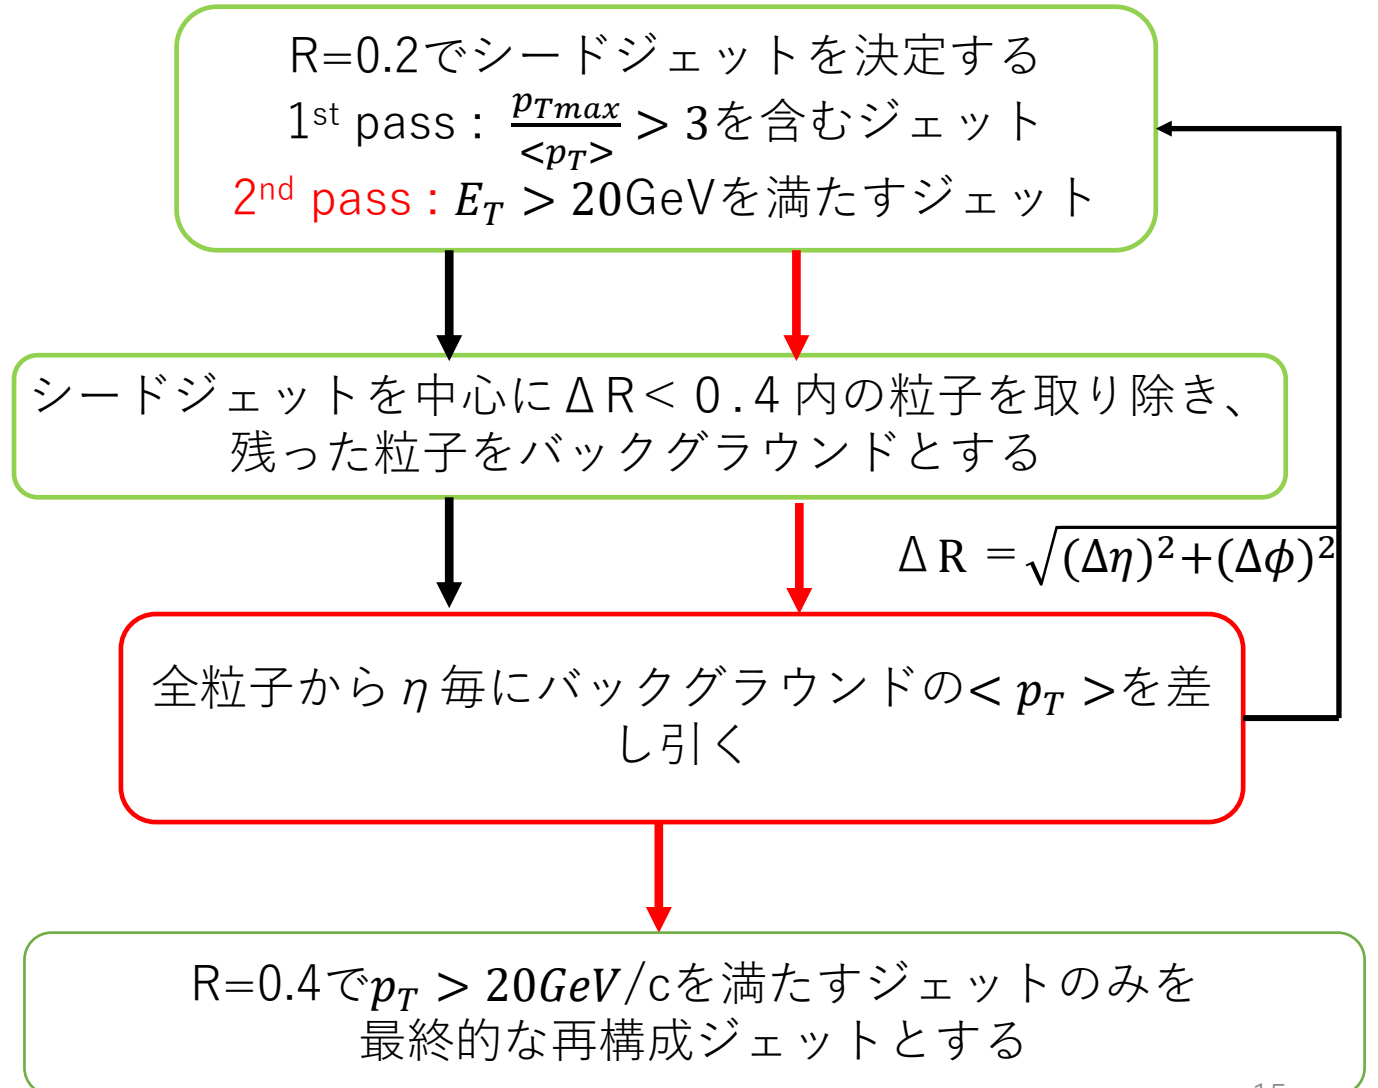 R=0.2でシードジェットを決定する
1st pass : pTmax/<pT> > 3を含むジェット
2nd pass : ET > 20GeVを満たすジェット
シードジェットを中心にΔR< 0.4内の粒子を取り除き、
残った粒子をバックグラウンドとする
ΔR = √(Δη)²+(Δϕ)²
全粒子からη毎にバックグラウンドの< pT >を差
し引く
R=0.4でpT > 20GeV/cを満たすジェットのみを
最終的な再構成ジェットとする